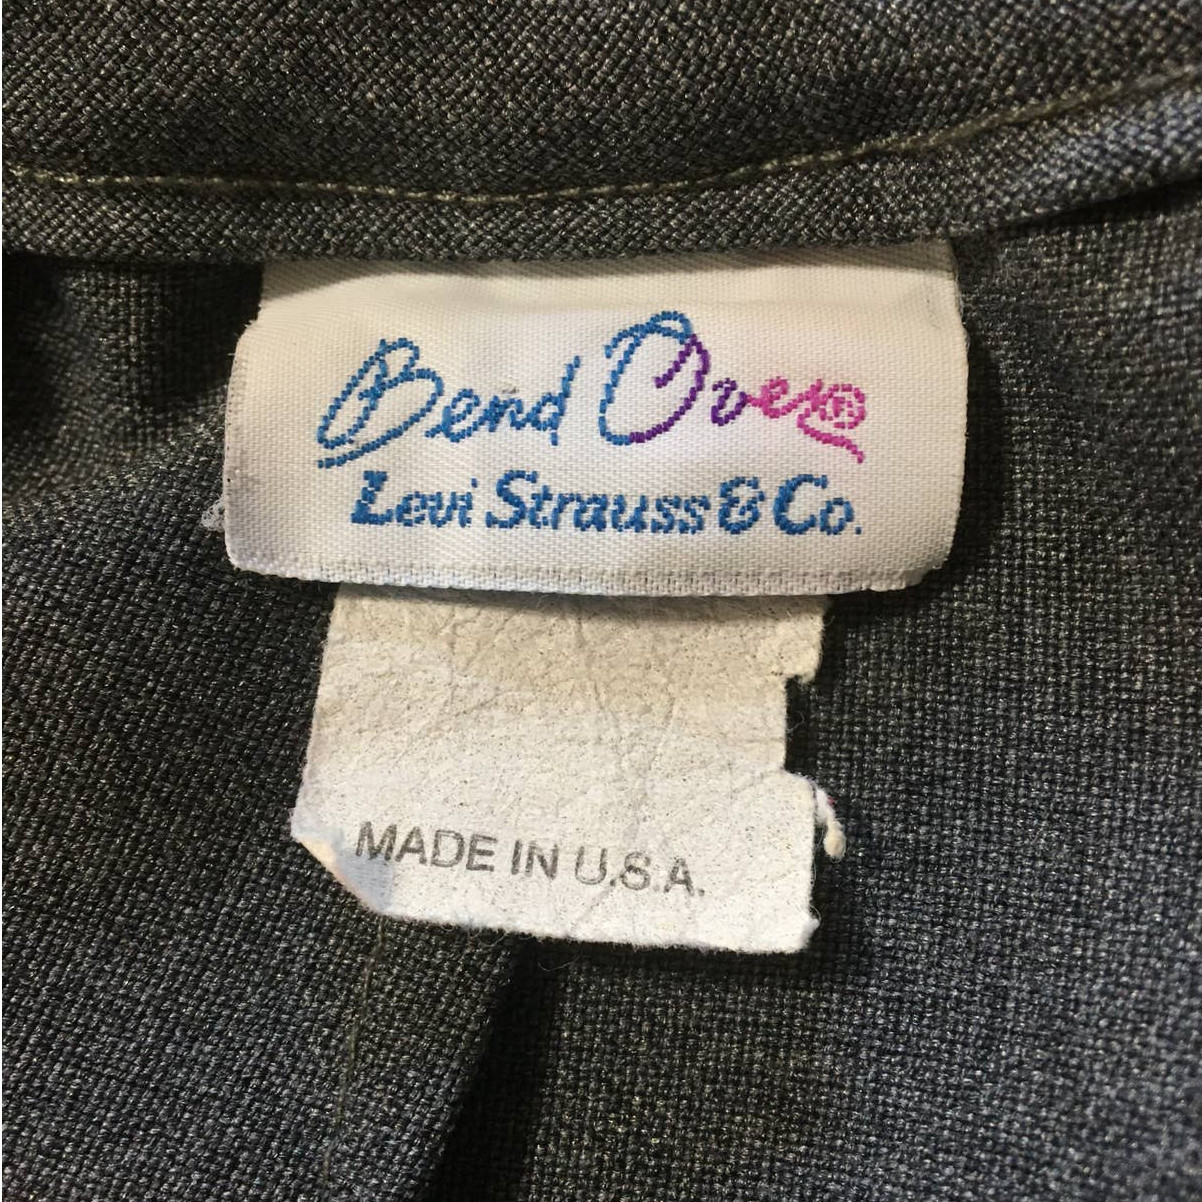 Bend Over®
Levi Strauss & Co.
MADE IN U.S.A.